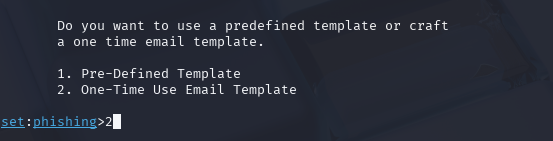 Do you want to use a predefined template or craft
a one time email template.
1. Pre-Defined Template
2. One-Time Use Email Template
set:phishing>2